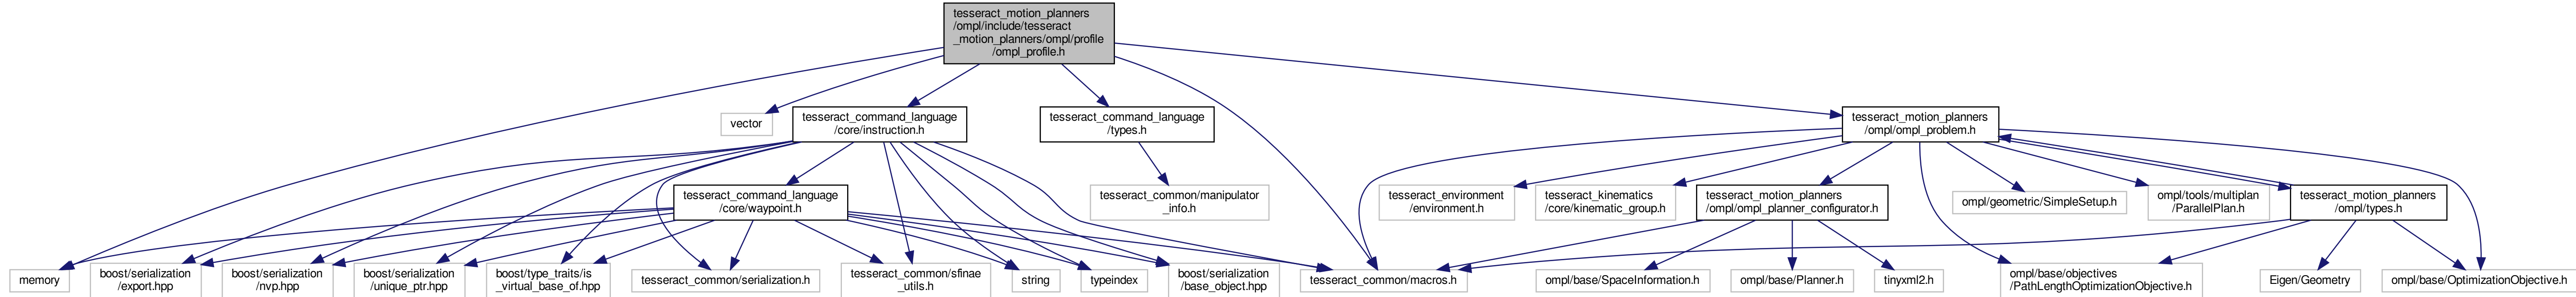 tesseract_motion_planners
/ompl/include/tesseract
_motion_planners/ompl/profile
/ompl_profile.h
vector
tesseract_command_language
/core/instruction.h
tesseract_command_language
/types.h
tesseract_motion_planners
/ompl/ompl_problem.h
tesseract_command_language
/core/waypoint.h
tesseract_common/manipulator
_info.h
tesseract_environment
/environment.h
tesseract_kinematics
/core/kinematic_group.h
tesseract_motion_planners
/ompl/ompl_planner_configurator.h
ompl/geometric/SimpleSetup.h
ompl/tools/multiplan
/ParallelPlan.h
tesseract_motion_planners
/ompl/types.h
memory
boost/serialization
/export.hpp
boost/serialization
/nvp.hpp
boost/serialization
/unique_ptr.hpp
boost/type_traits/is
_virtual_base_of.hpp
tesseract_common/serialization.h
tesseract_common/sfinae
_utils.h
string
typeindex
boost/serialization
/base_object.hpp
tesseract_common/macros.h
ompl/base/SpaceInformation.h
ompl/base/Planner.h
tinyxml2.h
ompl/base/objectives
/PathLengthOptimizationObjective.h
Eigen/Geometry
ompl/base/OptimizationObjective.h